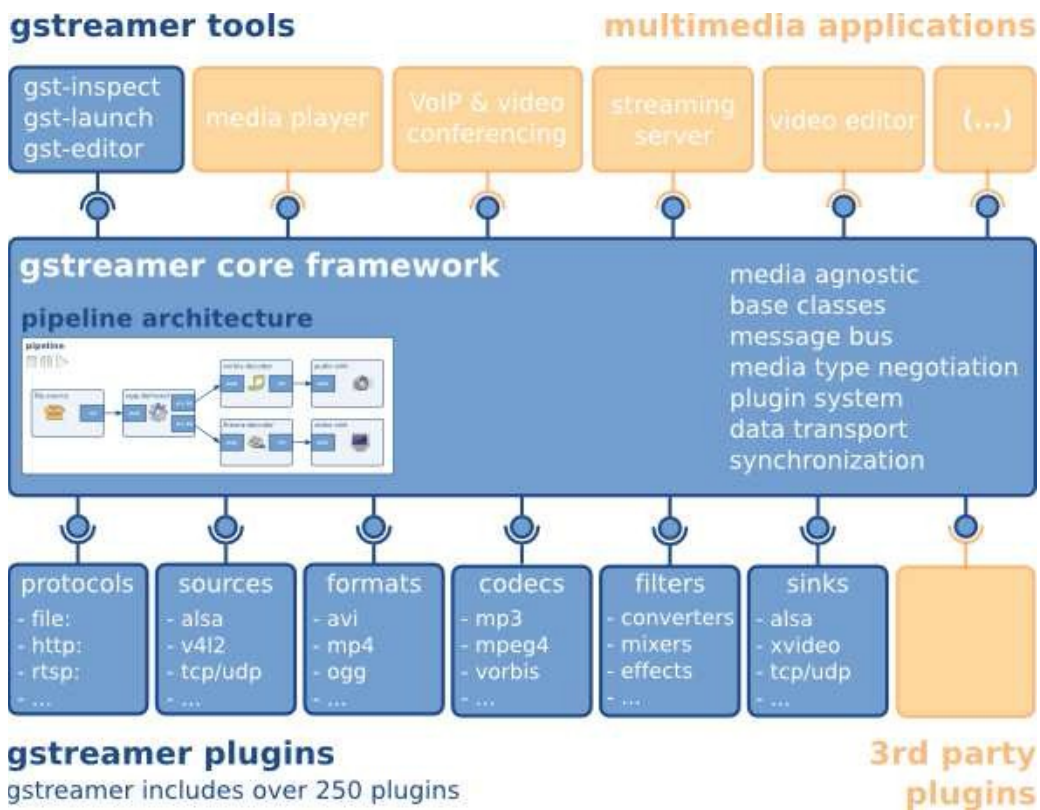 gstreamer tools
multimedia applications
gst-inspect
gst-launch
gst-editor
media player
VoIP & video
conferencing
streaming
server
video editor
(...)
gstreamer core framework
pipeline architecture
pipeline
media agnostic
base classes
message bus
media type negotiation
plugin system
data transport
synchronization
protocols
- file:
- http:
- rtsp:
- ...
sources
- alsa
- v4l2
- tcp/udp
- ...
formats
- avi
- mp4
- ogg
- ...
codecs
- mp3
- mpeg4
- vorbis
- ...
filters
- converters
- mixers
- effects
- ...
sinks
- alsa
- xvideo
- tcp/udp
- ...
gstreamer plugins
gstreamer includes over 250 plugins
3rd party
plugins